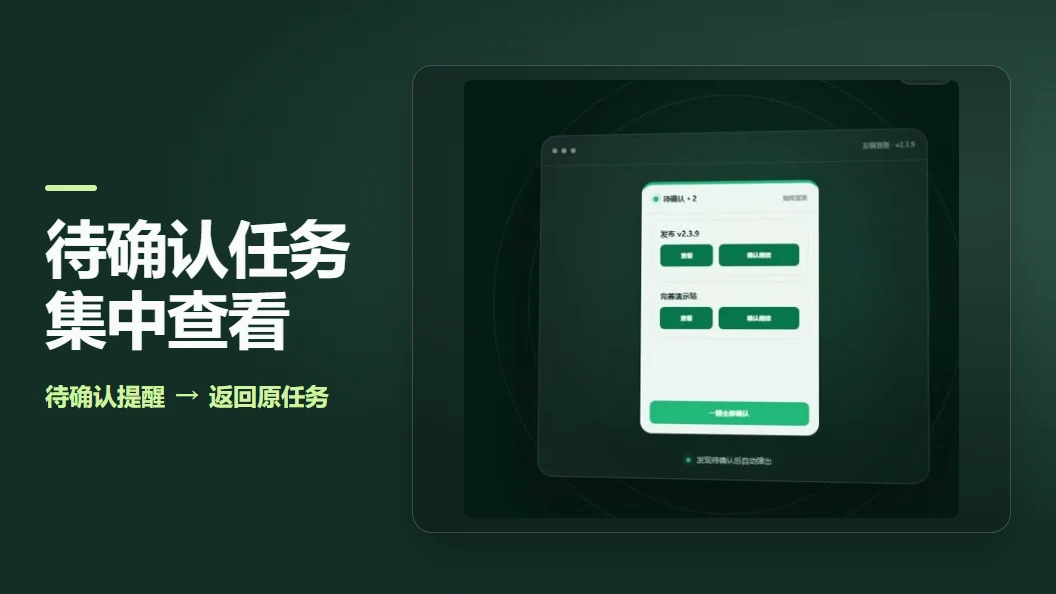 待确认任务
集中查看
待确认提醒 → 返回原任务
v2.3.9
待确认 • 2
发布 v2.3.9
查看
确认继续
完善演示站
查看
确认继续
一键全部确认
发现待确认后自动弹出